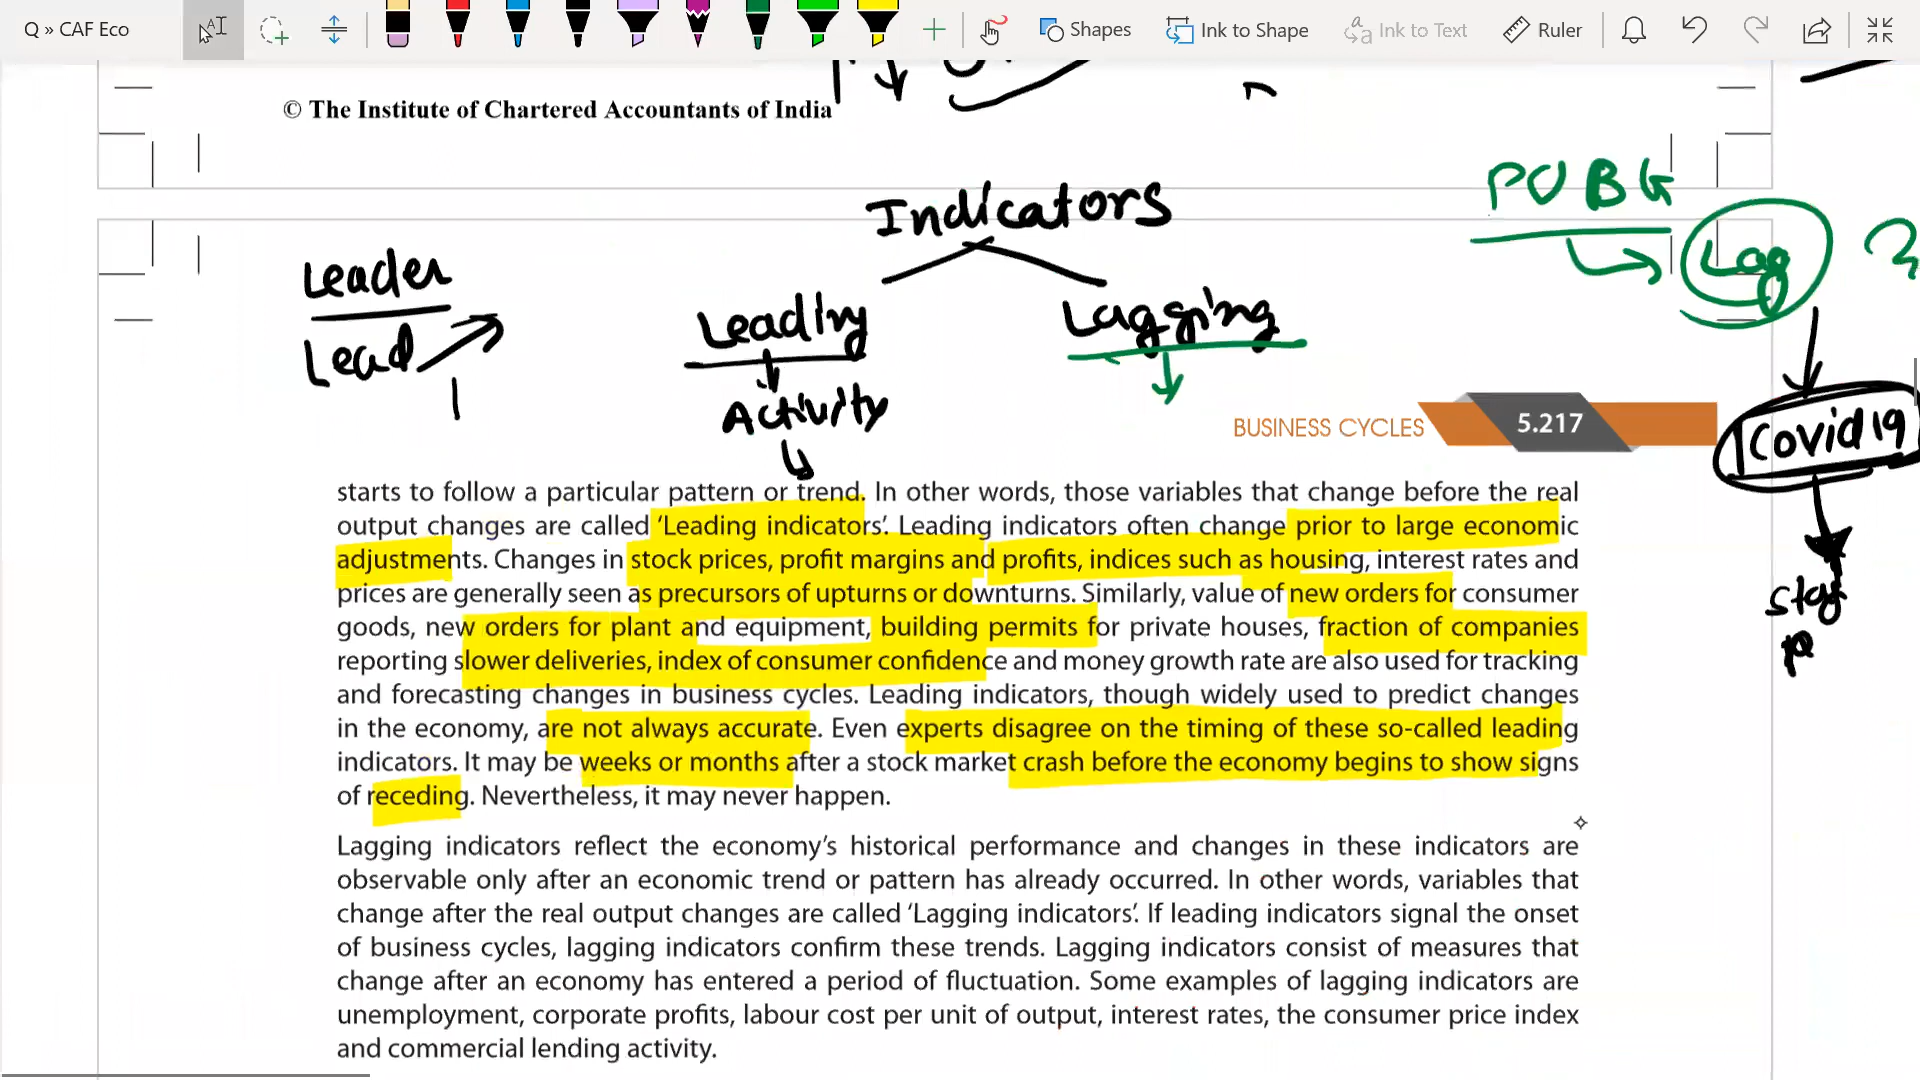 Q » CAF Eco
Shapes
Ink to Shape
Ink to Text
Ruler
© The Institute of Chartered Accountants of India
PUBG
Indicators
Lag
Leader
Leading
Lagging
Lead
Activity
BUSINESS CYCLES 5.217
Covid19
starts to follow a particular pattern or trend. In other words, those variables that change before the real
output changes are called ‘Leading indicators’. Leading indicators often change prior to large economic
adjustments. Changes in stock prices, profit margins and profits, indices such as housing, interest rates and
prices are generally seen as precursors of upturns or downturns. Similarly, value of new orders for consumer
goods, new orders for plant and equipment, building permits for private houses, fraction of companies
reporting slower deliveries, index of consumer confidence and money growth rate are also used for tracking
and forecasting changes in business cycles. Leading indicators, though widely used to predict changes
in the economy, are not always accurate. Even experts disagree on the timing of these so-called leading
indicators. It may be weeks or months after a stock market crash before the economy begins to show signs
of receding. Nevertheless, it may never happen.
Lagging indicators reflect the economy’s historical performance and changes in these indicators are
observable only after an economic trend or pattern has already occurred. In other words, variables that
change after the real output changes are called ‘Lagging indicators’. If leading indicators signal the onset
of business cycles, lagging indicators confirm these trends. Lagging indicators consist of measures that
change after an economy has entered a period of fluctuation. Some examples of lagging indicators are
unemployment, corporate profits, labour cost per unit of output, interest rates, the consumer price index
and commercial lending activity.